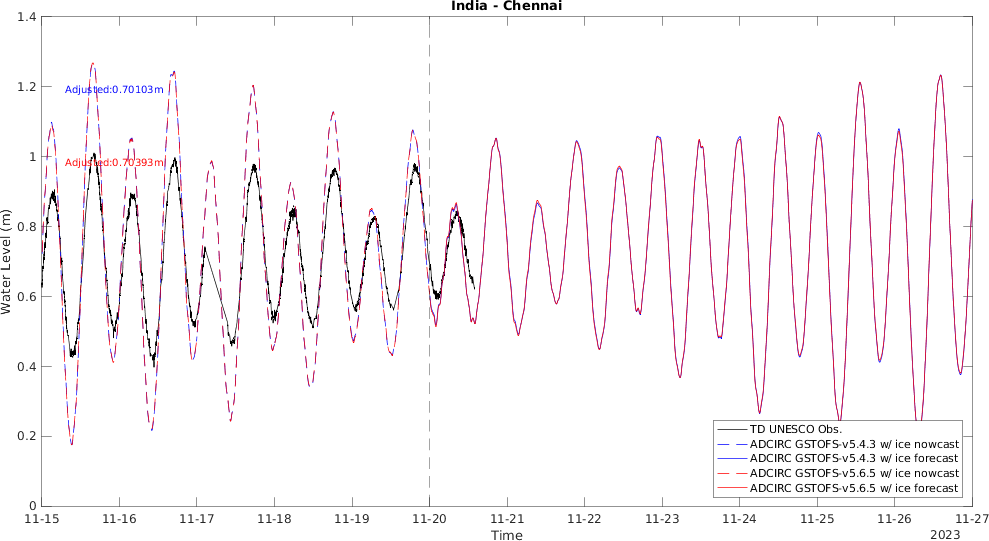 India - Chennai
1.4
1.2
1
0.8
0.6
0.4
0.2
0
Water Level (m)
Adjusted:0.70103m
Adjusted:0.70393m
TD UNESCO Obs.
ADCIRC GSTOFS-v5.4.3 w/ ice nowcast
ADCIRC GSTOFS-v5.4.3 w/ ice forecast
ADCIRC GSTOFS-v5.6.5 w/ ice nowcast
ADCIRC GSTOFS-v5.6.5 w/ ice forecast
11-15 11-16 11-17 11-18 11-19 11-20 11-21 11-22 11-23 11-24 11-25 11-26 11-27
Time
2023